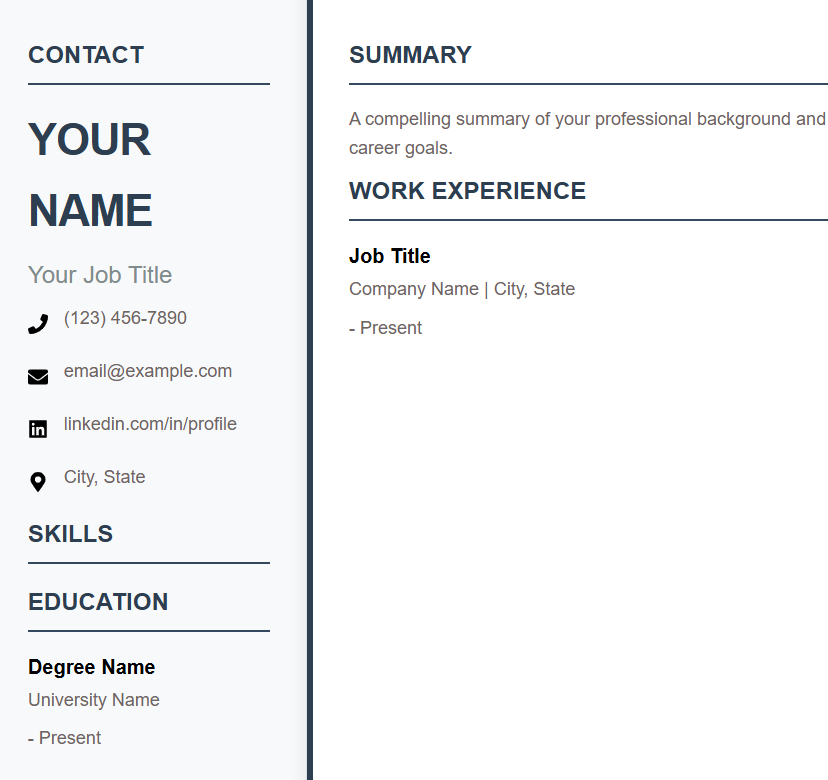 CONTACT
YOUR
NAME
Your Job Title
(123) 456-7890
email@example.com
linkedin.com/in/profile
City, State
SKILLS
EDUCATION
Degree Name
University Name
- Present
SUMMARY
A compelling summary of your professional background and
career goals.
WORK EXPERIENCE
Job Title
Company Name | City, State
- Present